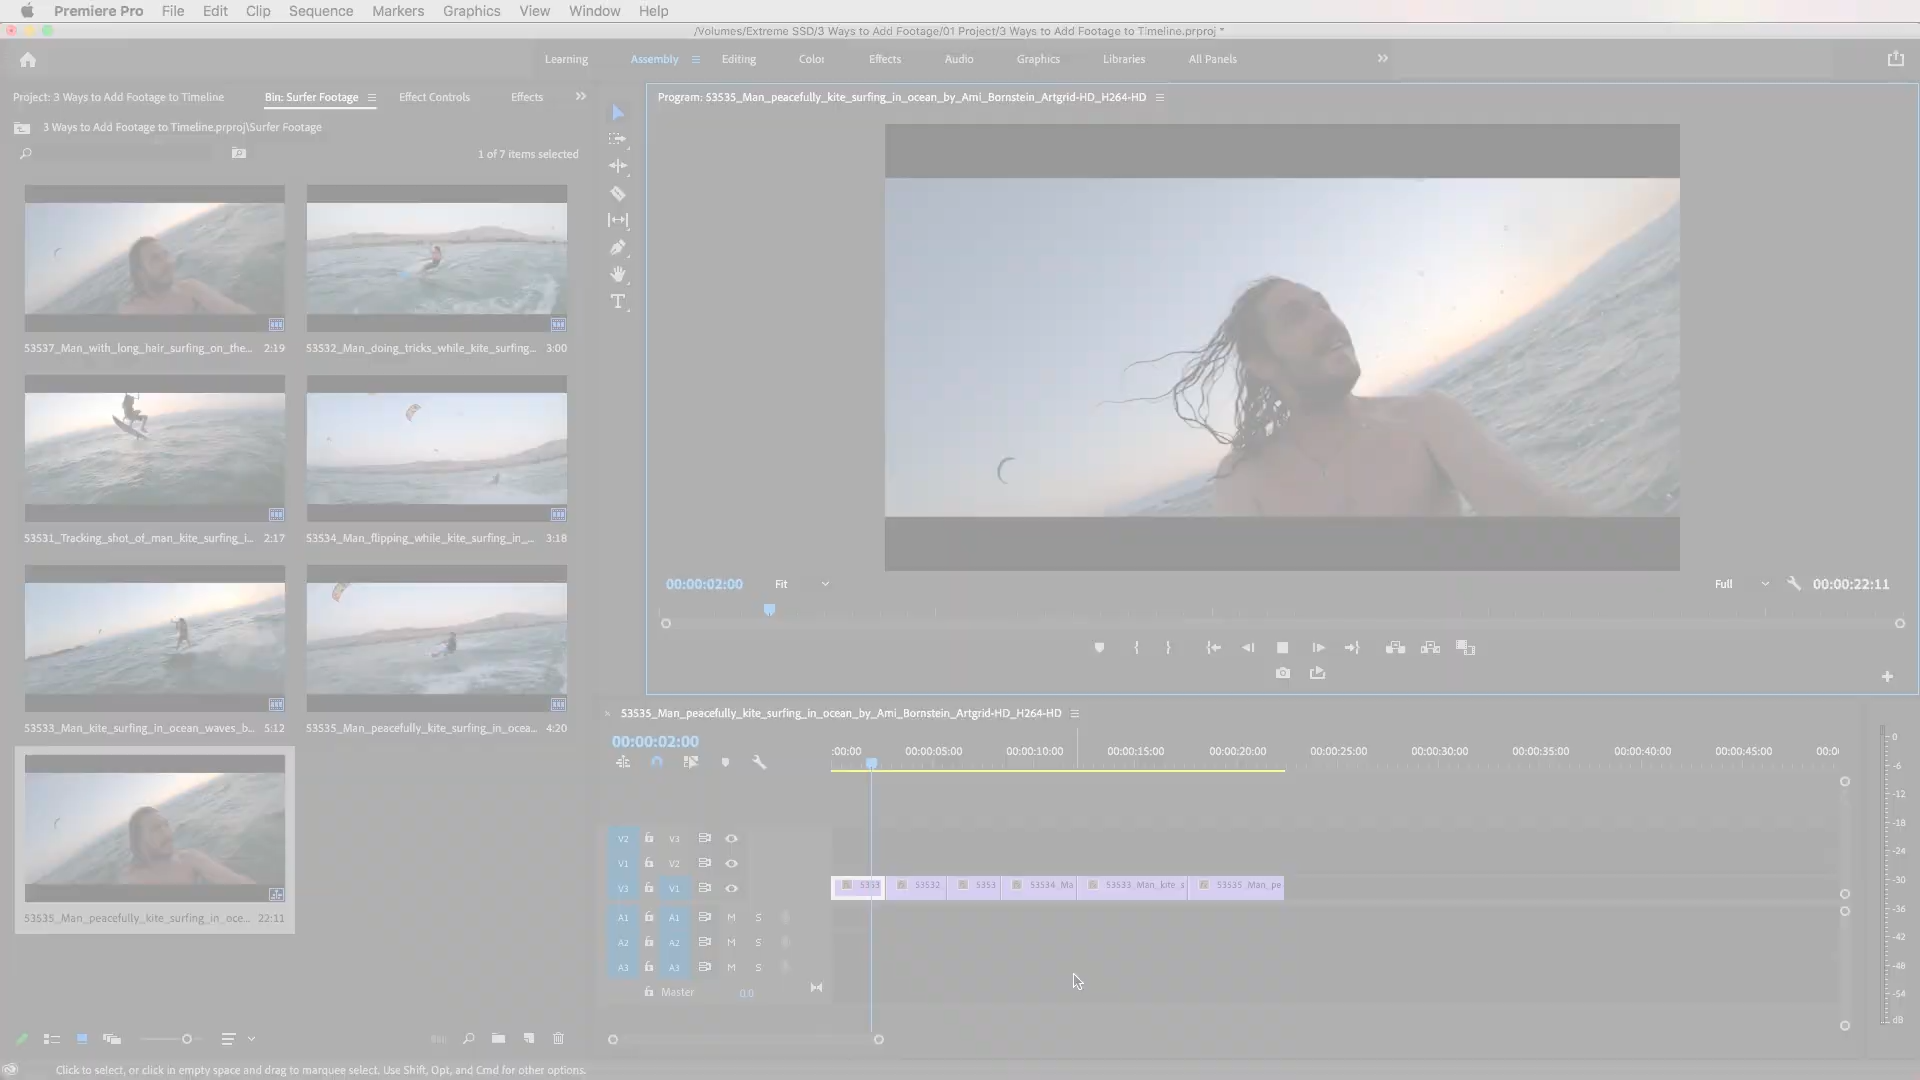 Premiere Pro File Edit Clip Sequence Markers Graphics View Window Help
/Volumes/Extreme SSD/3 Ways to Add Footage/01 Project/3 Ways to Add Footage to Timeline.prproj *
Learning Assembly Editing Color Effects Audio Graphics Libraries All Panels
Project: 3 Ways to Add Footage to Timeline Bin: Surfer Footage Effect Controls Effects
Program: 53535_Man_peacefully_kite_surfing_in_ocean_by_Ami_Bornstein_Artgrid-HD_H264-HD
3 Ways to Add Footage to Timeline.prproj\Surfer Footage
1 of 7 items selected
53537_Man_with_long_hair_surfing_on_the... 2:19
53532_Man_doing_tricks_while_kite_surfing... 3:00
53531_Tracking_shot_of_man_kite_surfing_i... 2:17
53534_Man_flipping_while_kite_surfing_in_... 3:18
53533_Man_kite_surfing_in_ocean_waves_b... 5:12
53535_Man_peacefully_kite_surfing_in_ocea... 4:20
53535_Man_peacefully_kite_surfing_in_oce... 22:11
00:00:02:00 Fit Full 00:00:22:11
53535_Man_peacefully_kite_surfing_in_ocean_by_Ami_Bornstein_Artgrid-HD_H264-HD
00:00:02:00
:00:00 00:00:05:00 00:00:10:00 00:00:15:00 00:00:20:00 00:00:25:00 00:00:30:00 00:00:35:00 00:00:40:00 00:00:45:00 00:0
V2 V3
V1 V2
V3 V1 5353 53532 5353 53534_Ma 53533_Man_kite_s 53535_Man_pe
A1 A1 M S
A2 A2 M S
A3 A3 M S
Master 0.0
0
-6
-12
-18
-24
-30
-36
-42
-48
-54
dB
Click to select, or click in empty space and drag to marquee select. Use Shift, Opt, and Cmd for other options.